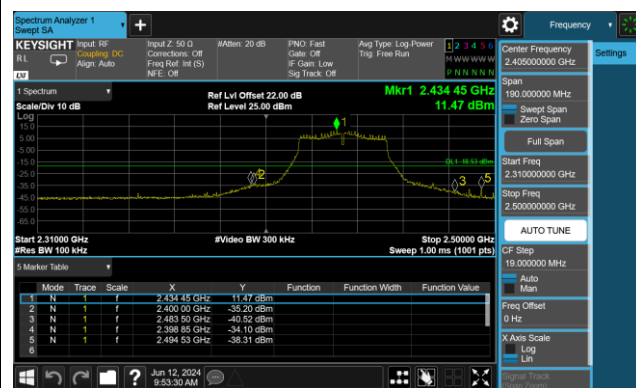 Spectrum Analyzer 1
Swept SA
Frequency
KEYSIGHT
RL
Input: RF
Coupling: DC
Align: Auto
Input Z: 50 Ω
Corrections: Off
Freq Ref: Int (S)
NFE: Off
#Atten: 20 dB
PNO: Fast
Gate: Off
IF Gain: Low
Sig Track: Off
Avg Type: Log-Power
Trig: Free Run
1 2 3 4 5 6
M W W W W W
P N N N N N
Center Frequency
2.405000000 GHz
Settings
Span
190.000000 MHz
Swept Span
Zero Span
Full Span
Start Freq
2.310000000 GHz
Stop Freq
2.500000000 GHz
AUTO TUNE
CF Step
19.000000 MHz
Auto
Man
Freq Offset
0 Hz
X Axis Scale
Log
Lin
Signal Track
(Span Zoom)
1 Spectrum
Scale/Div 10 dB
Ref Lvl Offset 22.00 dB
Ref Level 25.00 dBm
Mkr1 2.434 45 GHz
11.47 dBm
Log
15.0
5.00
-5.00
-15.0
-25.0
-35.0
-45.0
-55.0
-65.0
1
2
3
5
DL1 -18.53 dBm
Start 2.31000 GHz
#Res BW 100 kHz
#Video BW 300 kHz
Stop 2.50000 GHz
Sweep 1.00 ms (1001 pts)
5 Marker Table
Mode Trace Scale X Y Function Function Width Function Value
1 N 1 f 2.434 45 GHz 11.47 dBm
2 N 1 f 2.400 00 GHz -35.20 dBm
3 N 1 f 2.483 50 GHz -40.52 dBm
4 N 1 f 2.398 85 GHz -34.10 dBm
5 N 1 f 2.494 53 GHz -38.31 dBm
6
?
Jun 12, 2024
9:53:30 AM